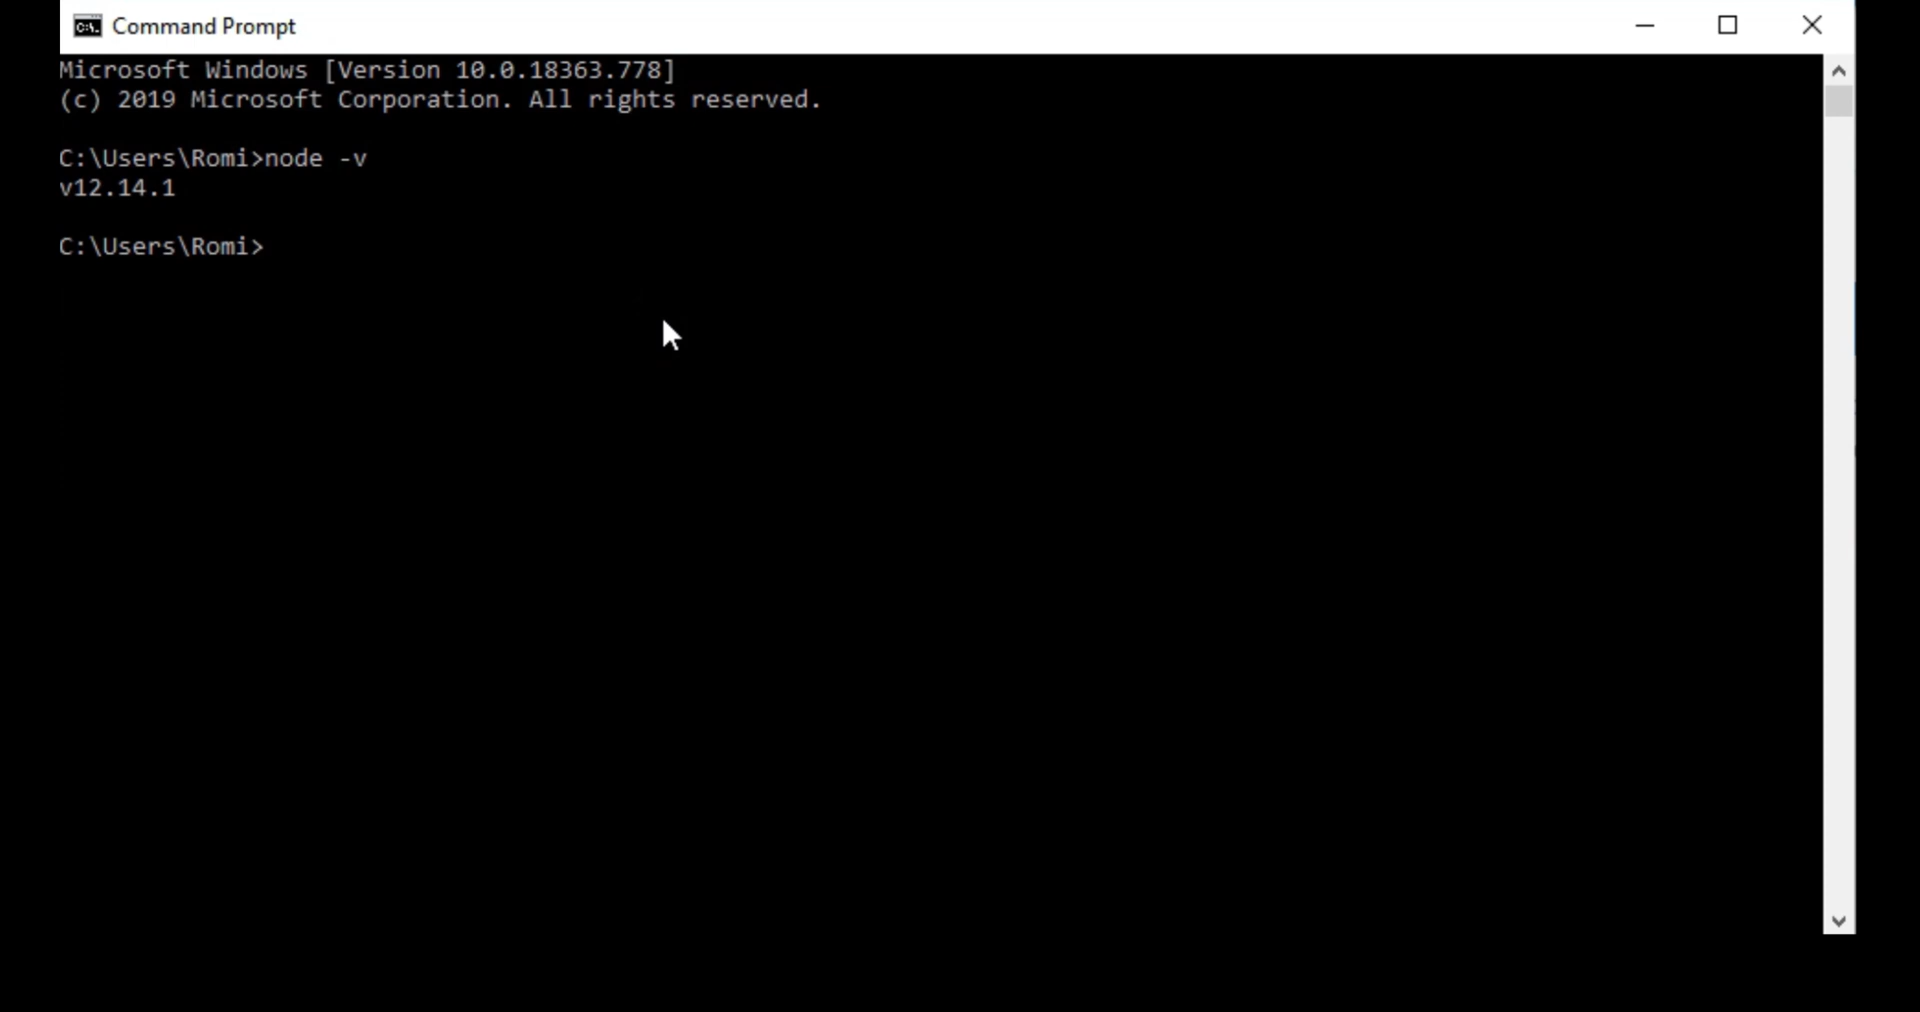 Command Prompt
Microsoft Windows [Version 10.0.18363.778]
(c) 2019 Microsoft Corporation. All rights reserved.
C:\Users\Romi>node -v
v12.14.1
C:\Users\Romi>